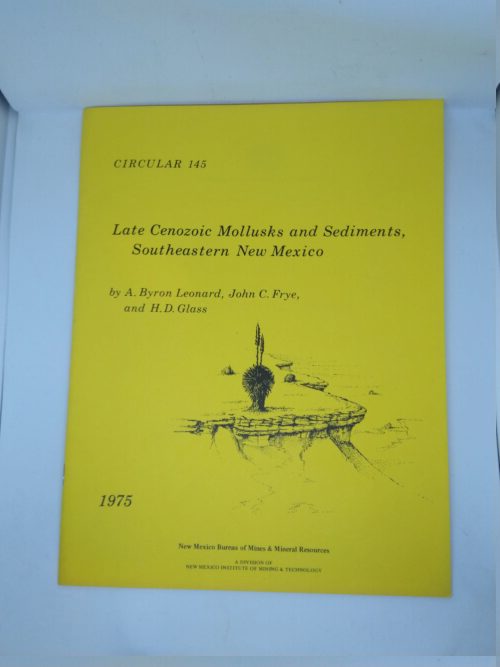 CIRCULAR 145
Late Cenozoic Mollusks and Sediments,
Southeastern New Mexico
by A. Byron Leonard, John C. Frye,
and H.D. Glass
1975
New Mexico Bureau of Mines & Mineral Resources
A DIVISION OF
NEW MEXICO INSTITUTE OF MINING & TECHNOLOGY